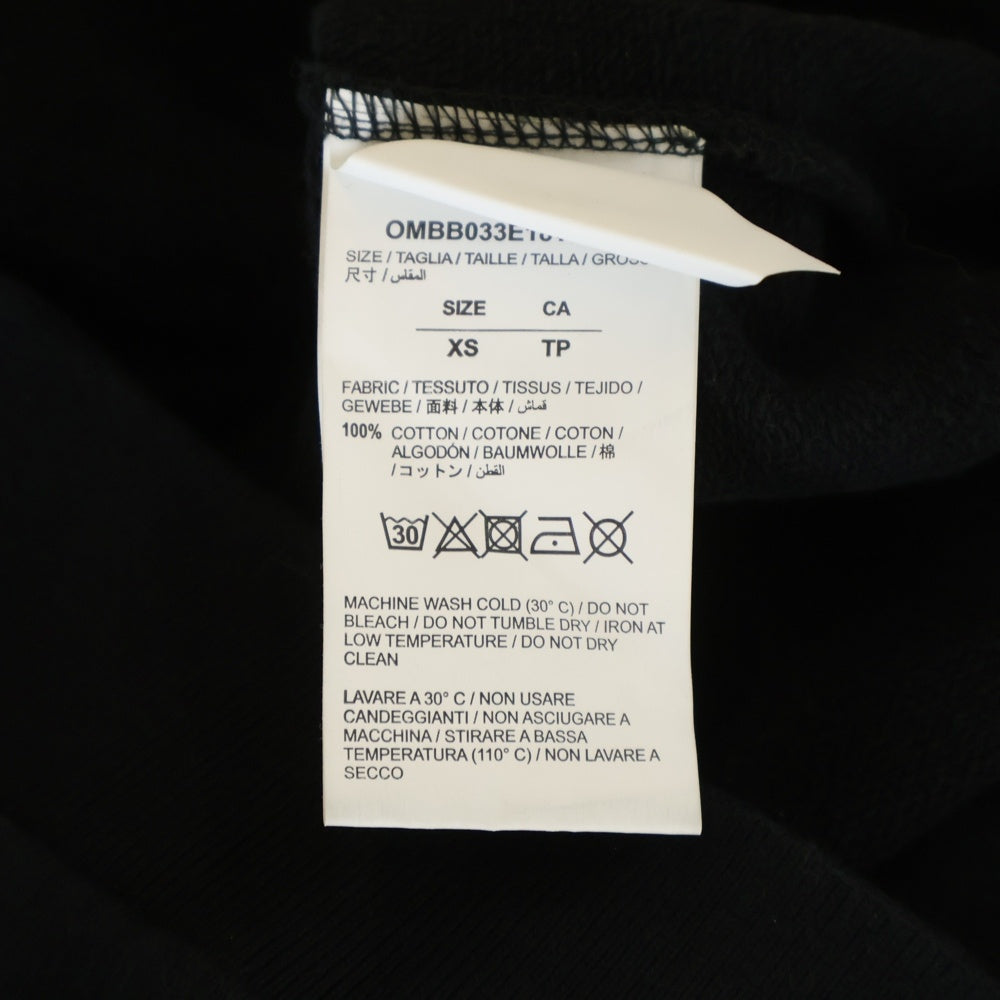 OMBB033E
SIZE / TAGLIA / TAILLE / TALLA /
尺寸 / المقاس
SIZE CA
XS TP
FABRIC / TESSUTO / TISSUS / TEJIDO /
GEWEBE / 面料 / 本体 / قماش
100% COTTON / COTONE / COTON /
ALGODÓN / BAUMWOLLE / 棉
/ コットン / القطن
30
MACHINE WASH COLD (30° C) / DO NOT
BLEACH / DO NOT TUMBLE DRY / IRON AT
LOW TEMPERATURE / DO NOT DRY
CLEAN
LAVARE A 30° C / NON USARE
CANDEGGIANTI / NON ASCIUGARE A
MACCHINA / STIRARE A BASSA
TEMPERATURA (110° C) / NON LAVARE A
SECCO